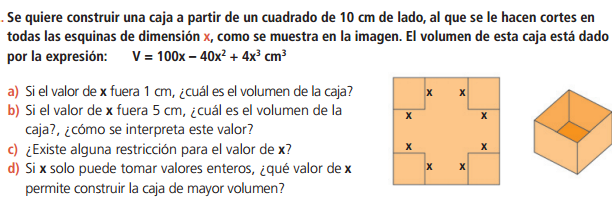 . Se quiere construir una caja a partir de un cuadrado de 10 cm de lado, al que se le hacen cortes en
todas las esquinas de dimensión x, como se muestra en la imagen. El volumen de esta caja está dado
por la expresión: V = 100x – 40x² + 4x³ cm³
a) Si el valor de x fuera 1 cm, ¿cuál es el volumen de la caja?
b) Si el valor de x fuera 5 cm, ¿cuál es el volumen de la
caja?, ¿cómo se interpreta este valor?
c) ¿Existe alguna restricción para el valor de x?
d) Si x solo puede tomar valores enteros, ¿qué valor de x
permite construir la caja de mayor volumen?
x x
x x
x x
x x